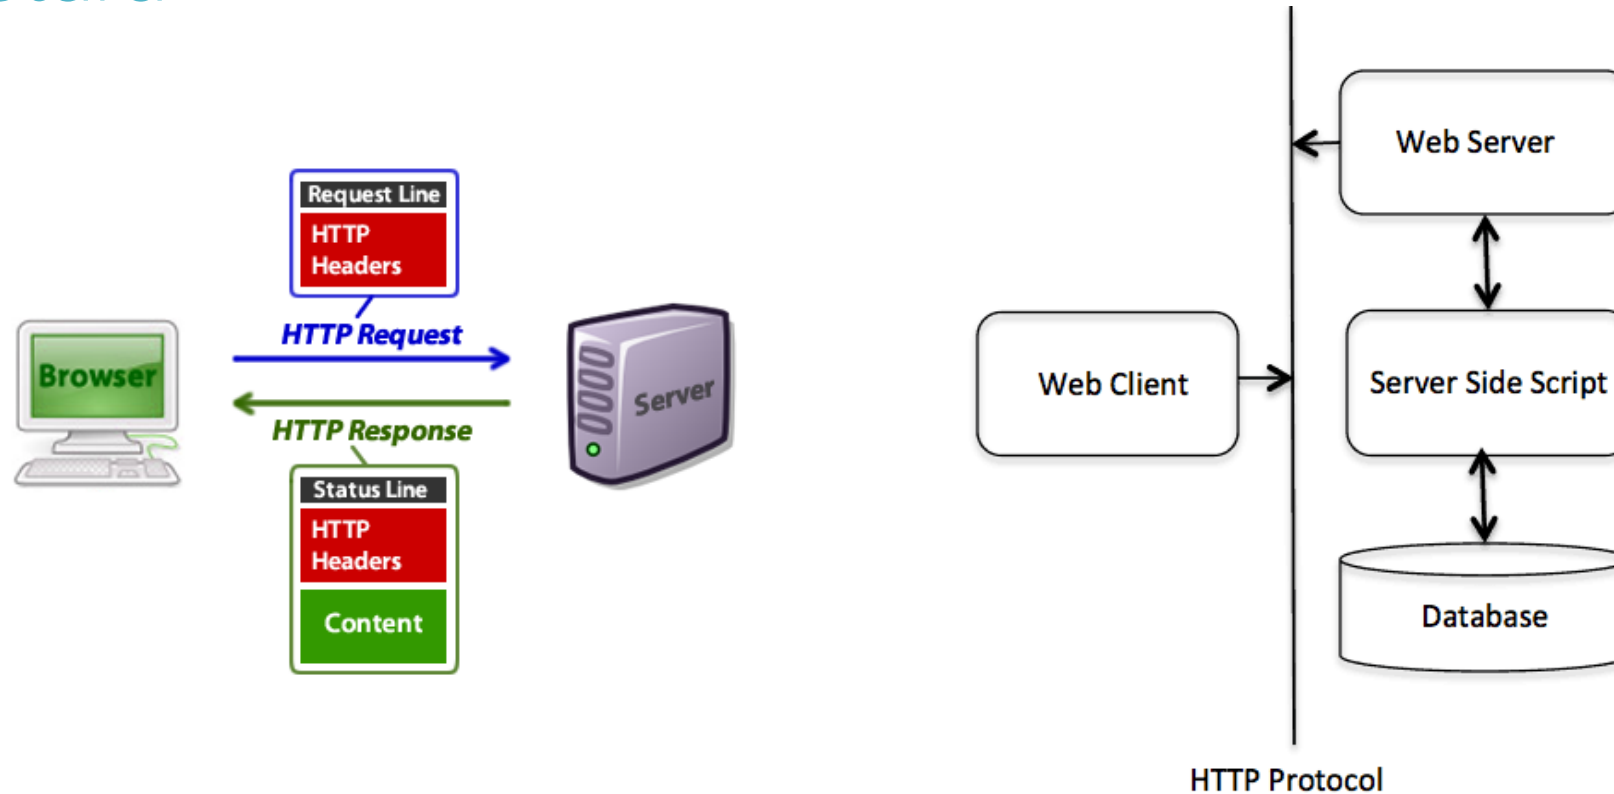 Request Line
HTTP
Headers
HTTP Request
Browser
Server
HTTP Response
Status Line
HTTP
Headers
Content
Web Server
Web Client
Server Side Script
Database
HTTP Protocol